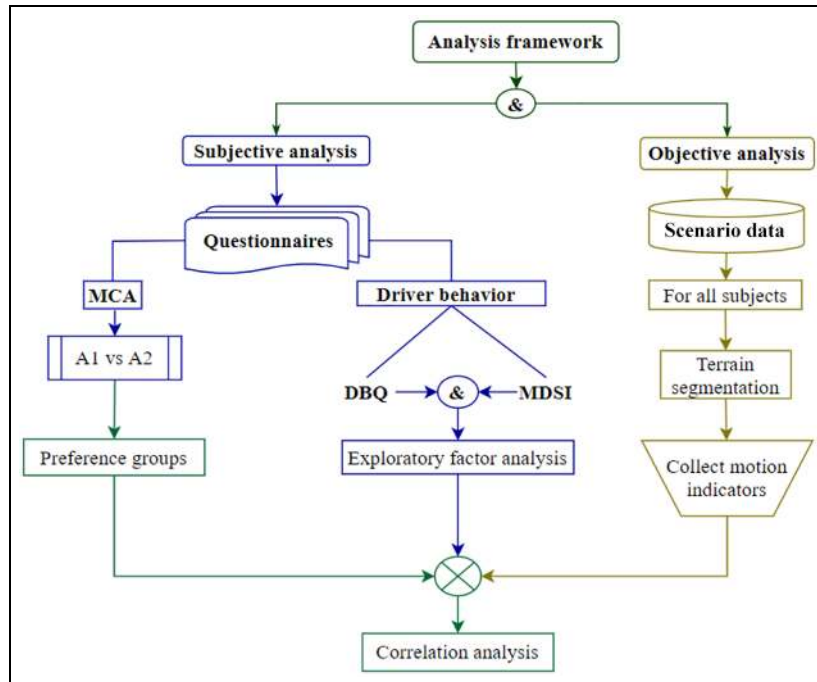 Analysis framework
&
Subjective analysis
Objective analysis
Questionnaires
Scenario data
MCA
Driver behavior
For all subjects
A1 vs A2
DBQ
&
MDSI
Terrain
segmentation
Preference groups
Exploratory factor analysis
Collect motion
indicators
Correlation analysis